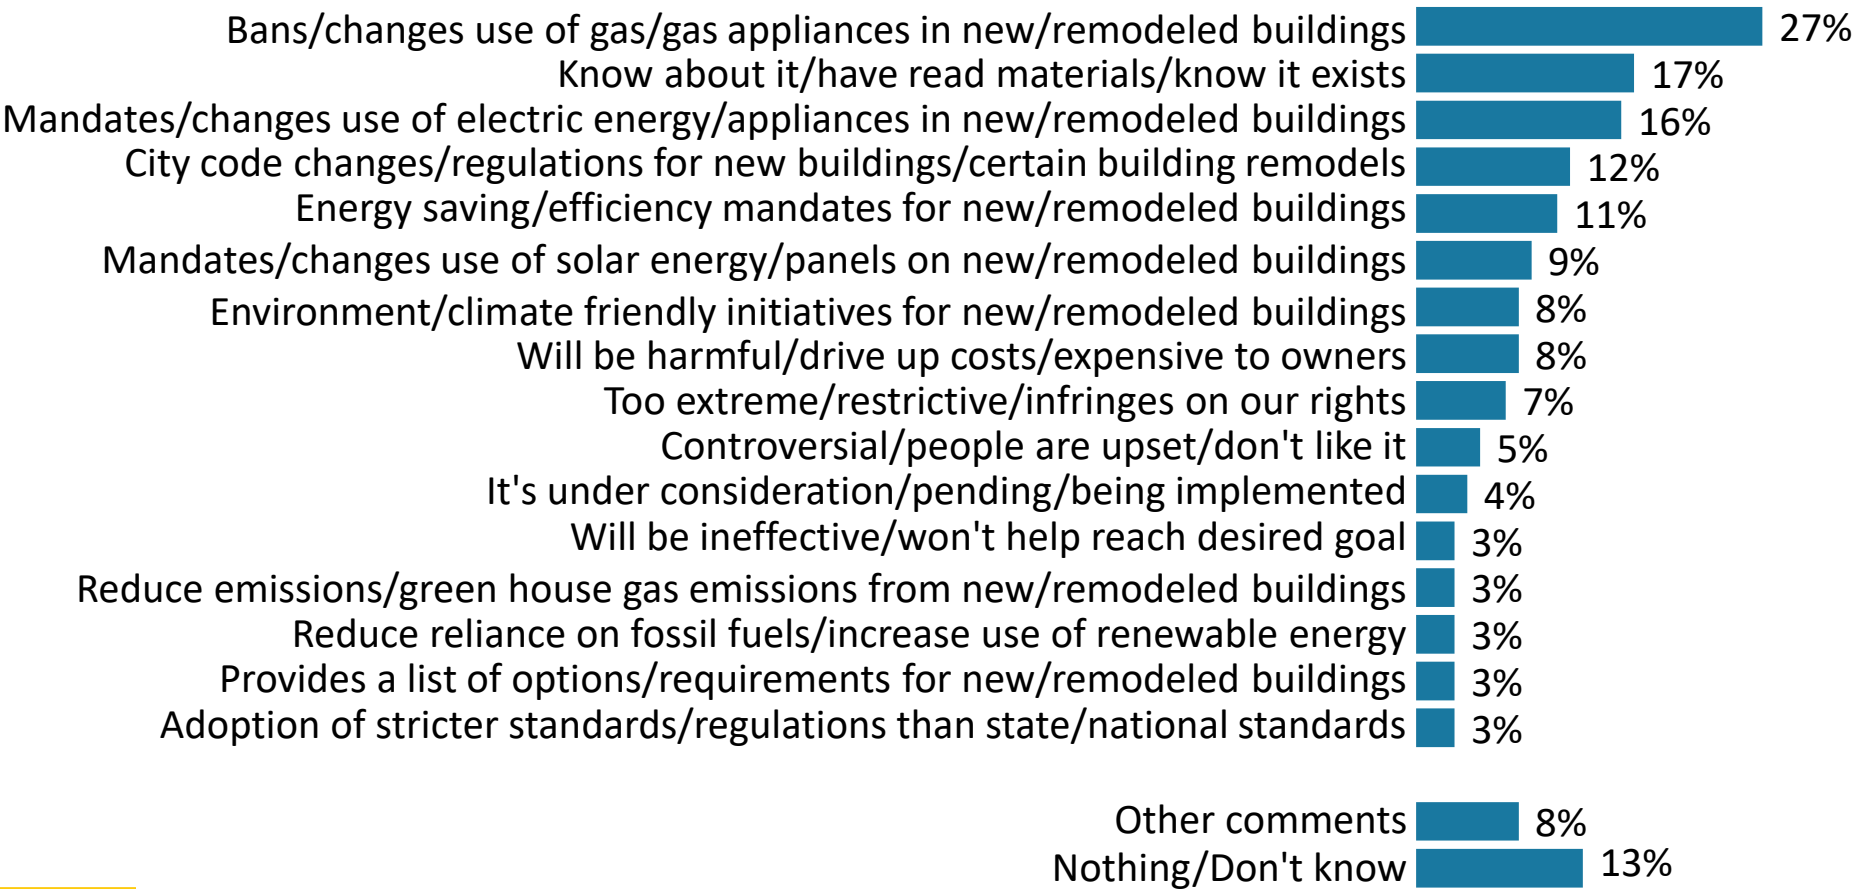 Bans/changes use of gas/gas appliances in new/remodeled buildings 27%
Know about it/have read materials/know it exists 17%
Mandates/changes use of electric energy/appliances in new/remodeled buildings 16%
City code changes/regulations for new buildings/certain building remodels 12%
Energy saving/efficiency mandates for new/remodeled buildings 11%
Mandates/changes use of solar energy/panels on new/remodeled buildings 9%
Environment/climate friendly initiatives for new/remodeled buildings 8%
Will be harmful/drive up costs/expensive to owners 8%
Too extreme/restrictive/infringes on our rights 7%
Controversial/people are upset/don't like it 5%
It's under consideration/pending/being implemented 4%
Will be ineffective/won't help reach desired goal 3%
Reduce emissions/green house gas emissions from new/remodeled buildings 3%
Reduce reliance on fossil fuels/increase use of renewable energy 3%
Provides a list of options/requirements for new/remodeled buildings 3%
Adoption of stricter standards/regulations than state/national standards 3%
Other comments 8%
Nothing/Don't know 13%